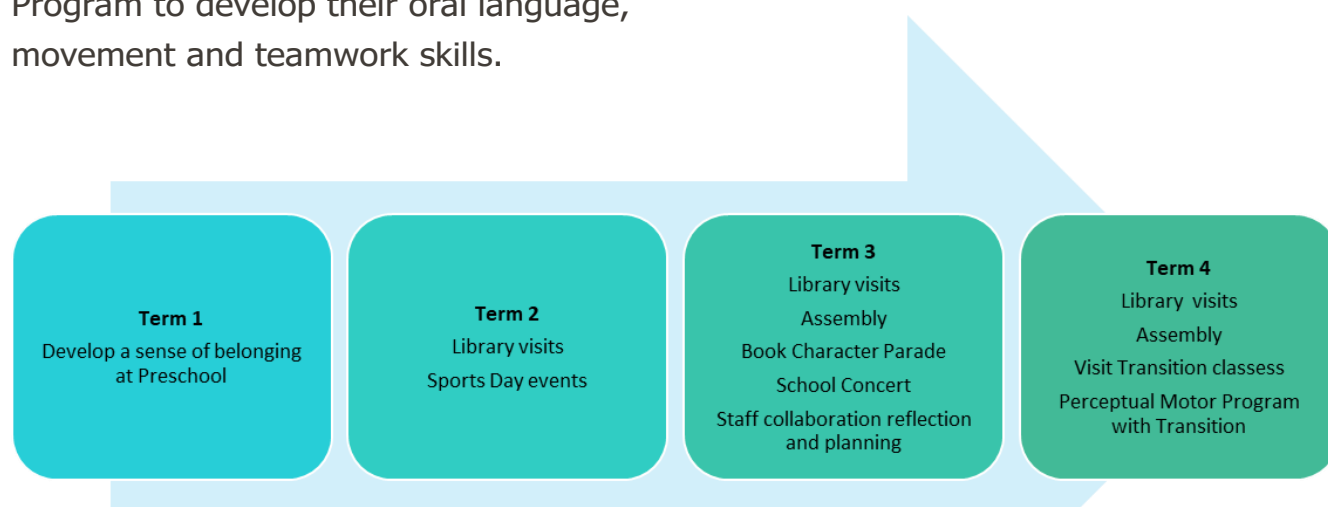 Program to develop their oral language,
movement and teamwork skills.
Term 1
Develop a sense of belonging
at Preschool
Term 2
Library visits
Sports Day events
Term 3
Library visits
Assembly
Book Character Parade
School Concert
Staff collaboration reflection
and planning
Term 4
Library visits
Assembly
Visit Transition classess
Perceptual Motor Program
with Transition